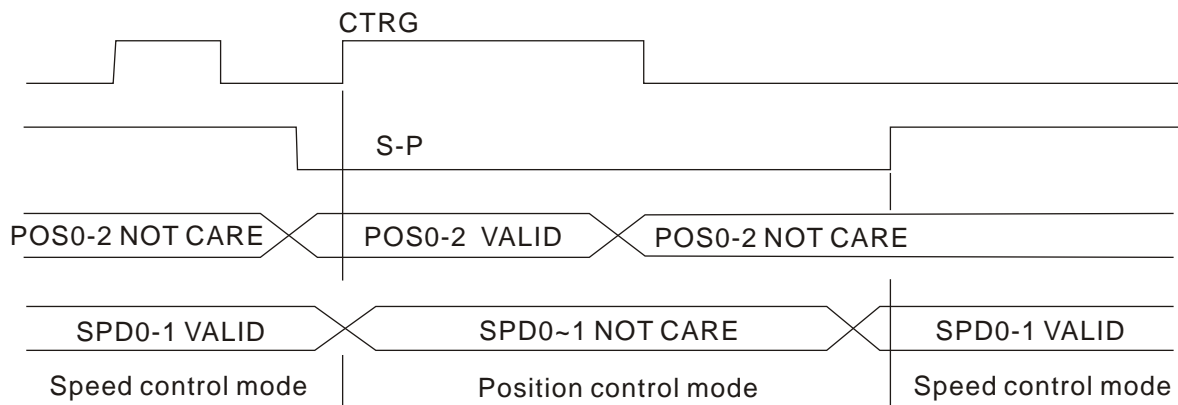 CTRG
S-P
POS0-2 NOT CARE
POS0-2 VALID
POS0-2 NOT CARE
SPD0-1 VALID
SPD0~1 NOT CARE
SPD0-1 VALID
Speed control mode
Position control mode
Speed control mode